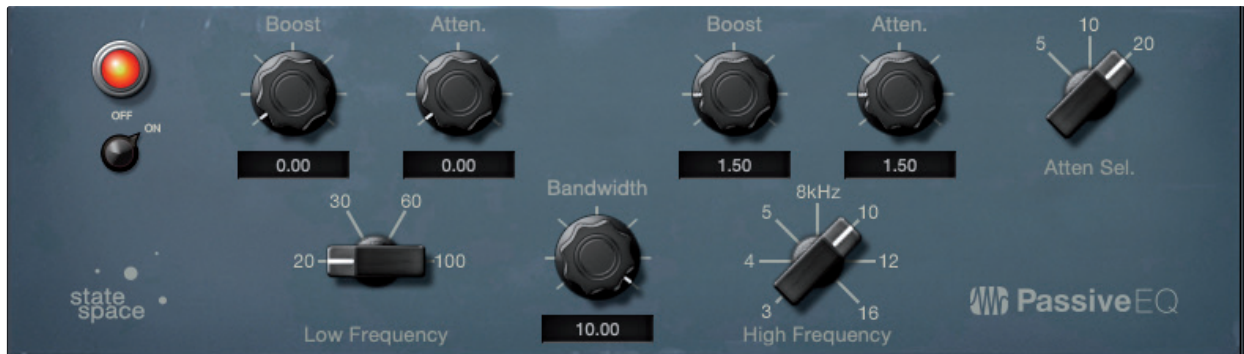 Boost
Atten.
Boost
Atten.
5
10
20
OFF
ON
0.00
0.00
1.50
1.50
Atten Sel.
Bandwidth
30
60
20
100
8kHz
5
10
4
12
3
16
state
space
Low Frequency
10.00
High Frequency
PassiveEQ